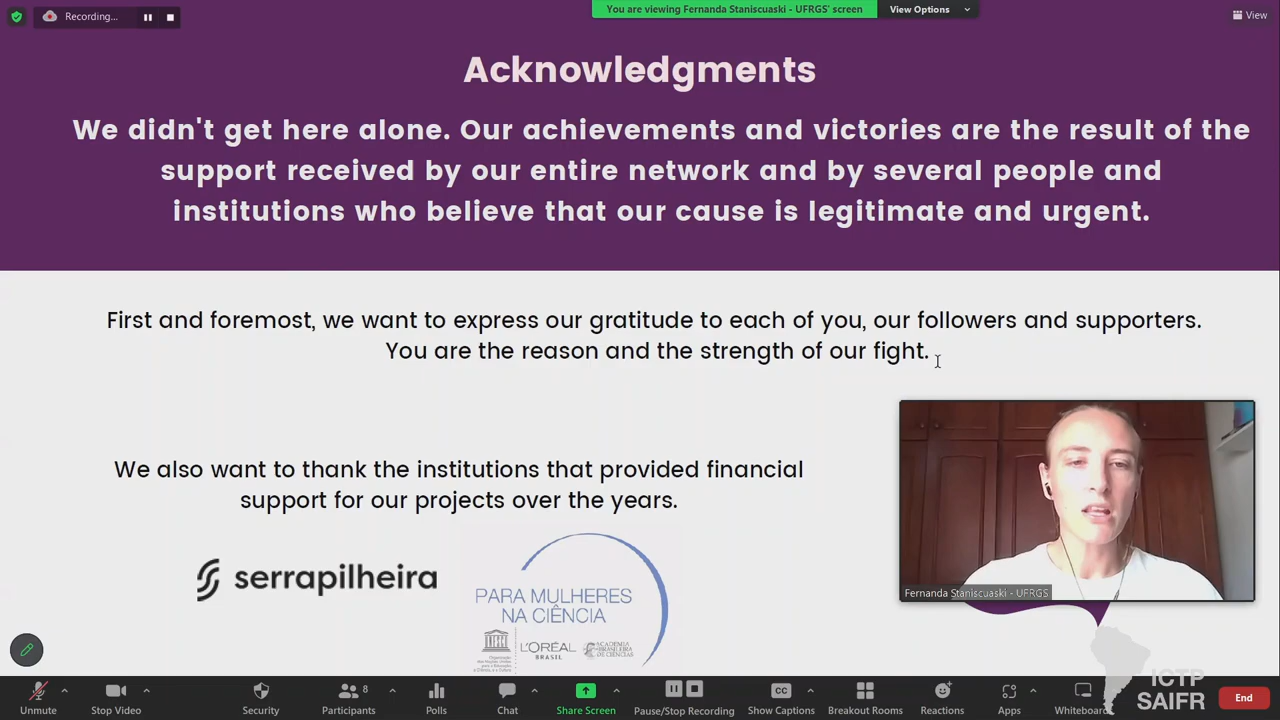 Recording...
You are viewing Fernanda Staniscuaski - UFRGS' screen
View Options
View
Acknowledgments
We didn't get here alone. Our achievements and victories are the result of the
support received by our entire network and by several people and
institutions who believe that our cause is legitimate and urgent.
First and foremost, we want to express our gratitude to each of you, our followers and supporters.
You are the reason and the strength of our fight.
We also want to thank the institutions that provided financial
support for our projects over the years.
serrapilheira
PARA MULHERES
NA CIÊNCIA
L'ORÉAL
BRASIL
ACADEMIA
BRASILEIRA
DE CIÊNCIAS
Fernanda Staniscuaski - UFRGS
ICTP
SAIFR
Unmute
Stop Video
Security
Participants
8
Polls
Chat
Share Screen
Pause/Stop Recording
CC
Show Captions
Breakout Rooms
Reactions
Apps
Whiteboard
End